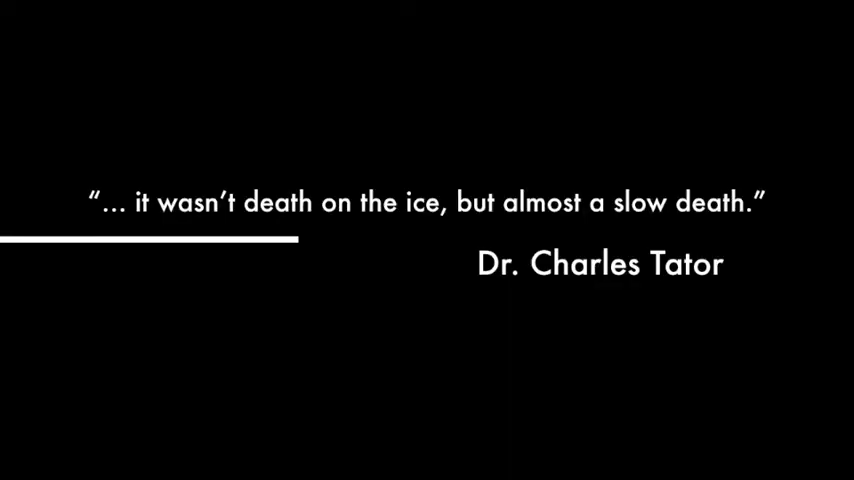 “... it wasn’t death on the ice, but almost a slow death.”
Dr. Charles Tator